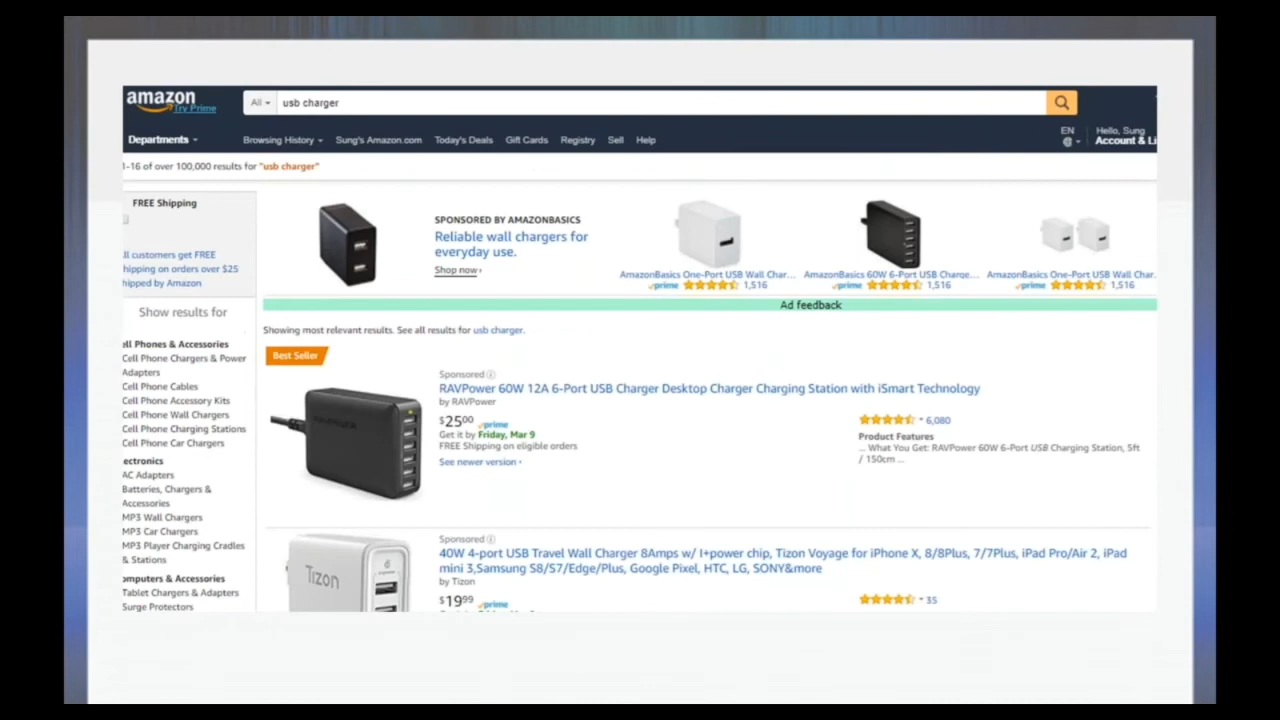 amazon
Try Prime
All
usb charger
Departments
Browsing History
Sung's Amazon.com
Today's Deals
Gift Cards
Registry
Sell
Help
EN
Hello, Sung
Account & Li
1-16 of over 100,000 results for "usb charger"
FREE Shipping
ll customers get FREE
hipping on orders over $25
hipped by Amazon
Show results for
ell Phones & Accessories
Cell Phone Chargers & Power
Adapters
Cell Phone Cables
Cell Phone Accessory Kits
Cell Phone Wall Chargers
Cell Phone Charging Stations
Cell Phone Car Chargers
ectronics
AC Adapters
Batteries, Chargers &
Accessories
MP3 Wall Chargers
MP3 Car Chargers
MP3 Player Charging Cradles
& Stations
omputers & Accessories
Tablet Chargers & Adapters
Surge Protectors
SPONSORED BY AMAZONBASICS
Reliable wall chargers for
everyday use.
Shop now ›
AmazonBasics One-Port USB Wall Char...
prime 1,516
AmazonBasics 60W 6-Port USB Charge...
prime 1,516
AmazonBasics One-Port USB Wall Char.
prime 1,516
Ad feedback
Showing most relevant results. See all results for usb charger.
Best Seller
Sponsored
RAVPower 60W 12A 6-Port USB Charger Desktop Charger Charging Station with iSmart Technology
by RAVPower
$25⁰⁰ prime
Get it by Friday, Mar 9
FREE Shipping on eligible orders
See newer version ›
6,080
Product Features
... What You Get: RAVPower 60W 6-Port USB Charging Station, 5ft
/ 150cm ...
Tizon
Sponsored
40W 4-port USB Travel Wall Charger 8Amps w/ I+power chip, Tizon Voyage for iPhone X, 8/8Plus, 7/7Plus, iPad Pro/Air 2, iPad
mini 3,Samsung S8/S7/Edge/Plus, Google Pixel, HTC, LG, SONY&more
by Tizon
$19⁹⁹ prime
35